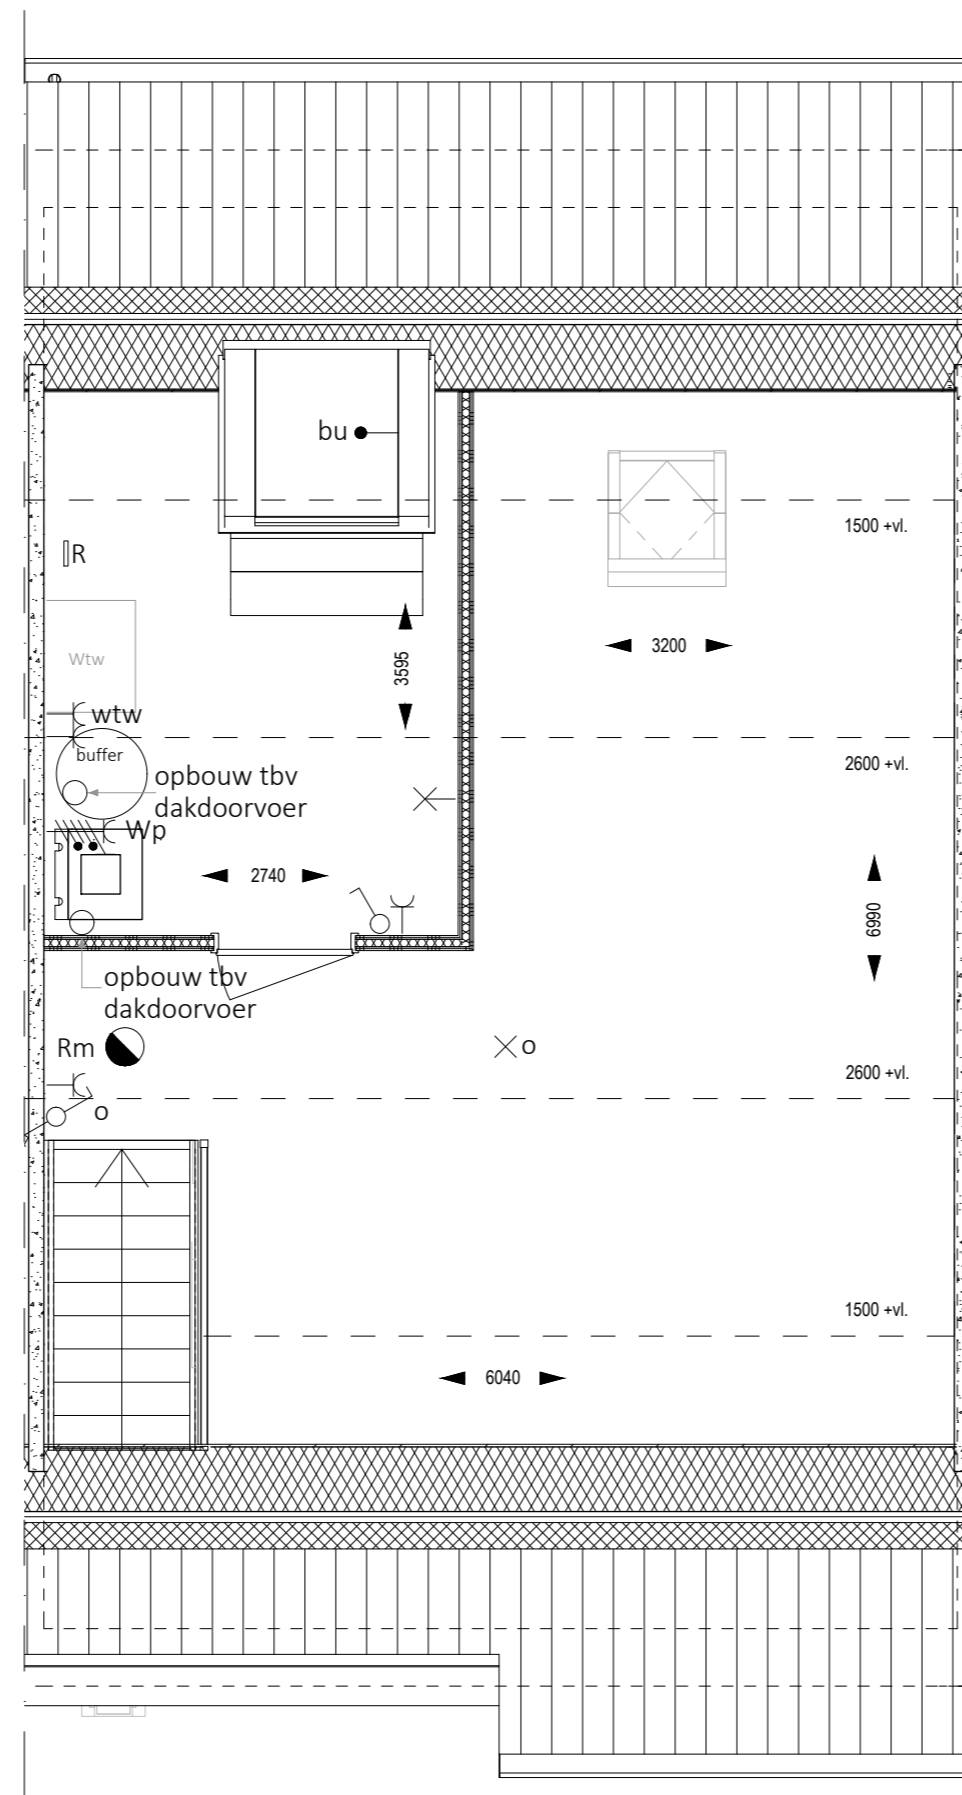 bu
1500 +vl.
R
3200
3595
Wtw
wtw
buffer
2600 +vl.
opbouw tbv
dakdoorvoer
Wp
2740
6990
opbouw tbv
dakdoorvoer
Rm
o
2600 +vl.
o
1500 +vl.
6040